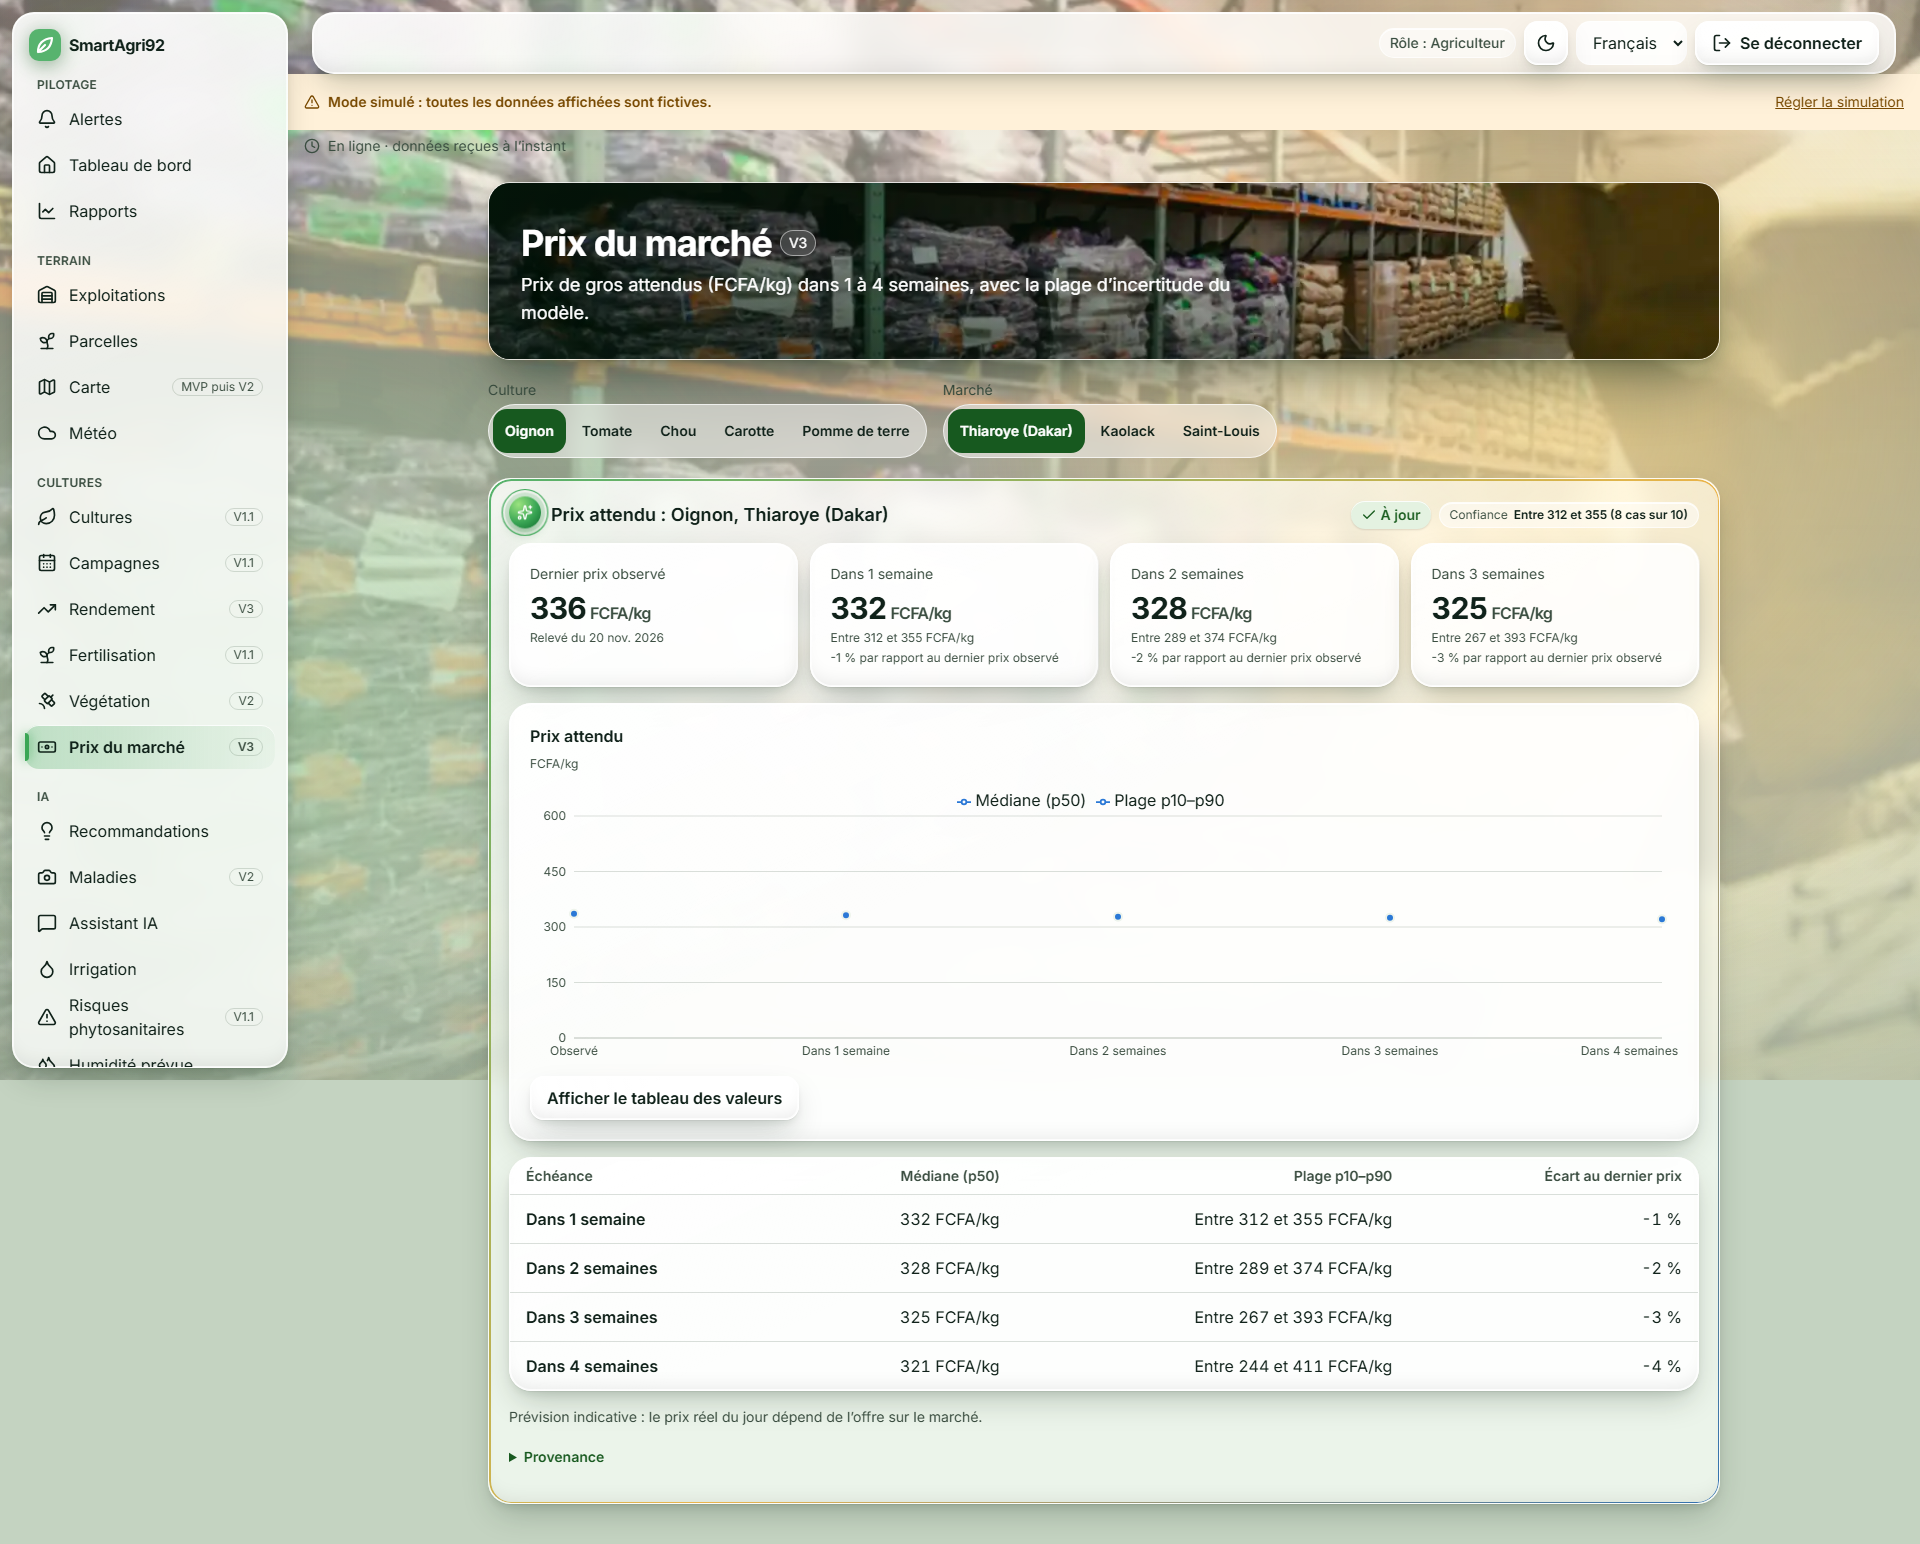 SmartAgri92
PILOTAGE
Alertes
Tableau de bord
Rapports
TERRAIN
Exploitations
Parcelles
Carte MVP puis V2
Météo
CULTURES
Cultures V1.1
Campagnes V1.1
Rendement V3
Fertilisation V1.1
Végétation V2
Prix du marché V3
IA
Recommandations
Maladies V2
Assistant IA
Irrigation
Risques
phytosanitaires V1.1
Humidité prévue
Rôle : Agriculteur Français Se déconnecter
Mode simulé : toutes les données affichées sont fictives. Régler la simulation
En ligne · données reçues à l’instant
Prix du marché V3
Prix de gros attendus (FCFA/kg) dans 1 à 4 semaines, avec la plage d’incertitude du
modèle.
Culture Marché
Oignon Tomate Chou Carotte Pomme de terre Thiaroye (Dakar) Kaolack Saint-Louis
Prix attendu : Oignon, Thiaroye (Dakar) À jour Confiance Entre 312 et 355 (8 cas sur 10)
Dernier prix observé
336 FCFA/kg
Relevé du 20 nov. 2026
Dans 1 semaine
332 FCFA/kg
Entre 312 et 355 FCFA/kg
-1 % par rapport au dernier prix observé
Dans 2 semaines
328 FCFA/kg
Entre 289 et 374 FCFA/kg
-2 % par rapport au dernier prix observé
Dans 3 semaines
325 FCFA/kg
Entre 267 et 393 FCFA/kg
-3 % par rapport au dernier prix observé
Prix attendu
FCFA/kg
Médiane (p50) Plage p10–p90
600
450
300
150
0
Observé Dans 1 semaine Dans 2 semaines Dans 3 semaines Dans 4 semaines
Afficher le tableau des valeurs
Échéance Médiane (p50) Plage p10–p90 Écart au dernier prix
Dans 1 semaine 332 FCFA/kg Entre 312 et 355 FCFA/kg -1 %
Dans 2 semaines 328 FCFA/kg Entre 289 et 374 FCFA/kg -2 %
Dans 3 semaines 325 FCFA/kg Entre 267 et 393 FCFA/kg -3 %
Dans 4 semaines 321 FCFA/kg Entre 244 et 411 FCFA/kg -4 %
Prévision indicative : le prix réel du jour dépend de l’offre sur le marché.
Provenance